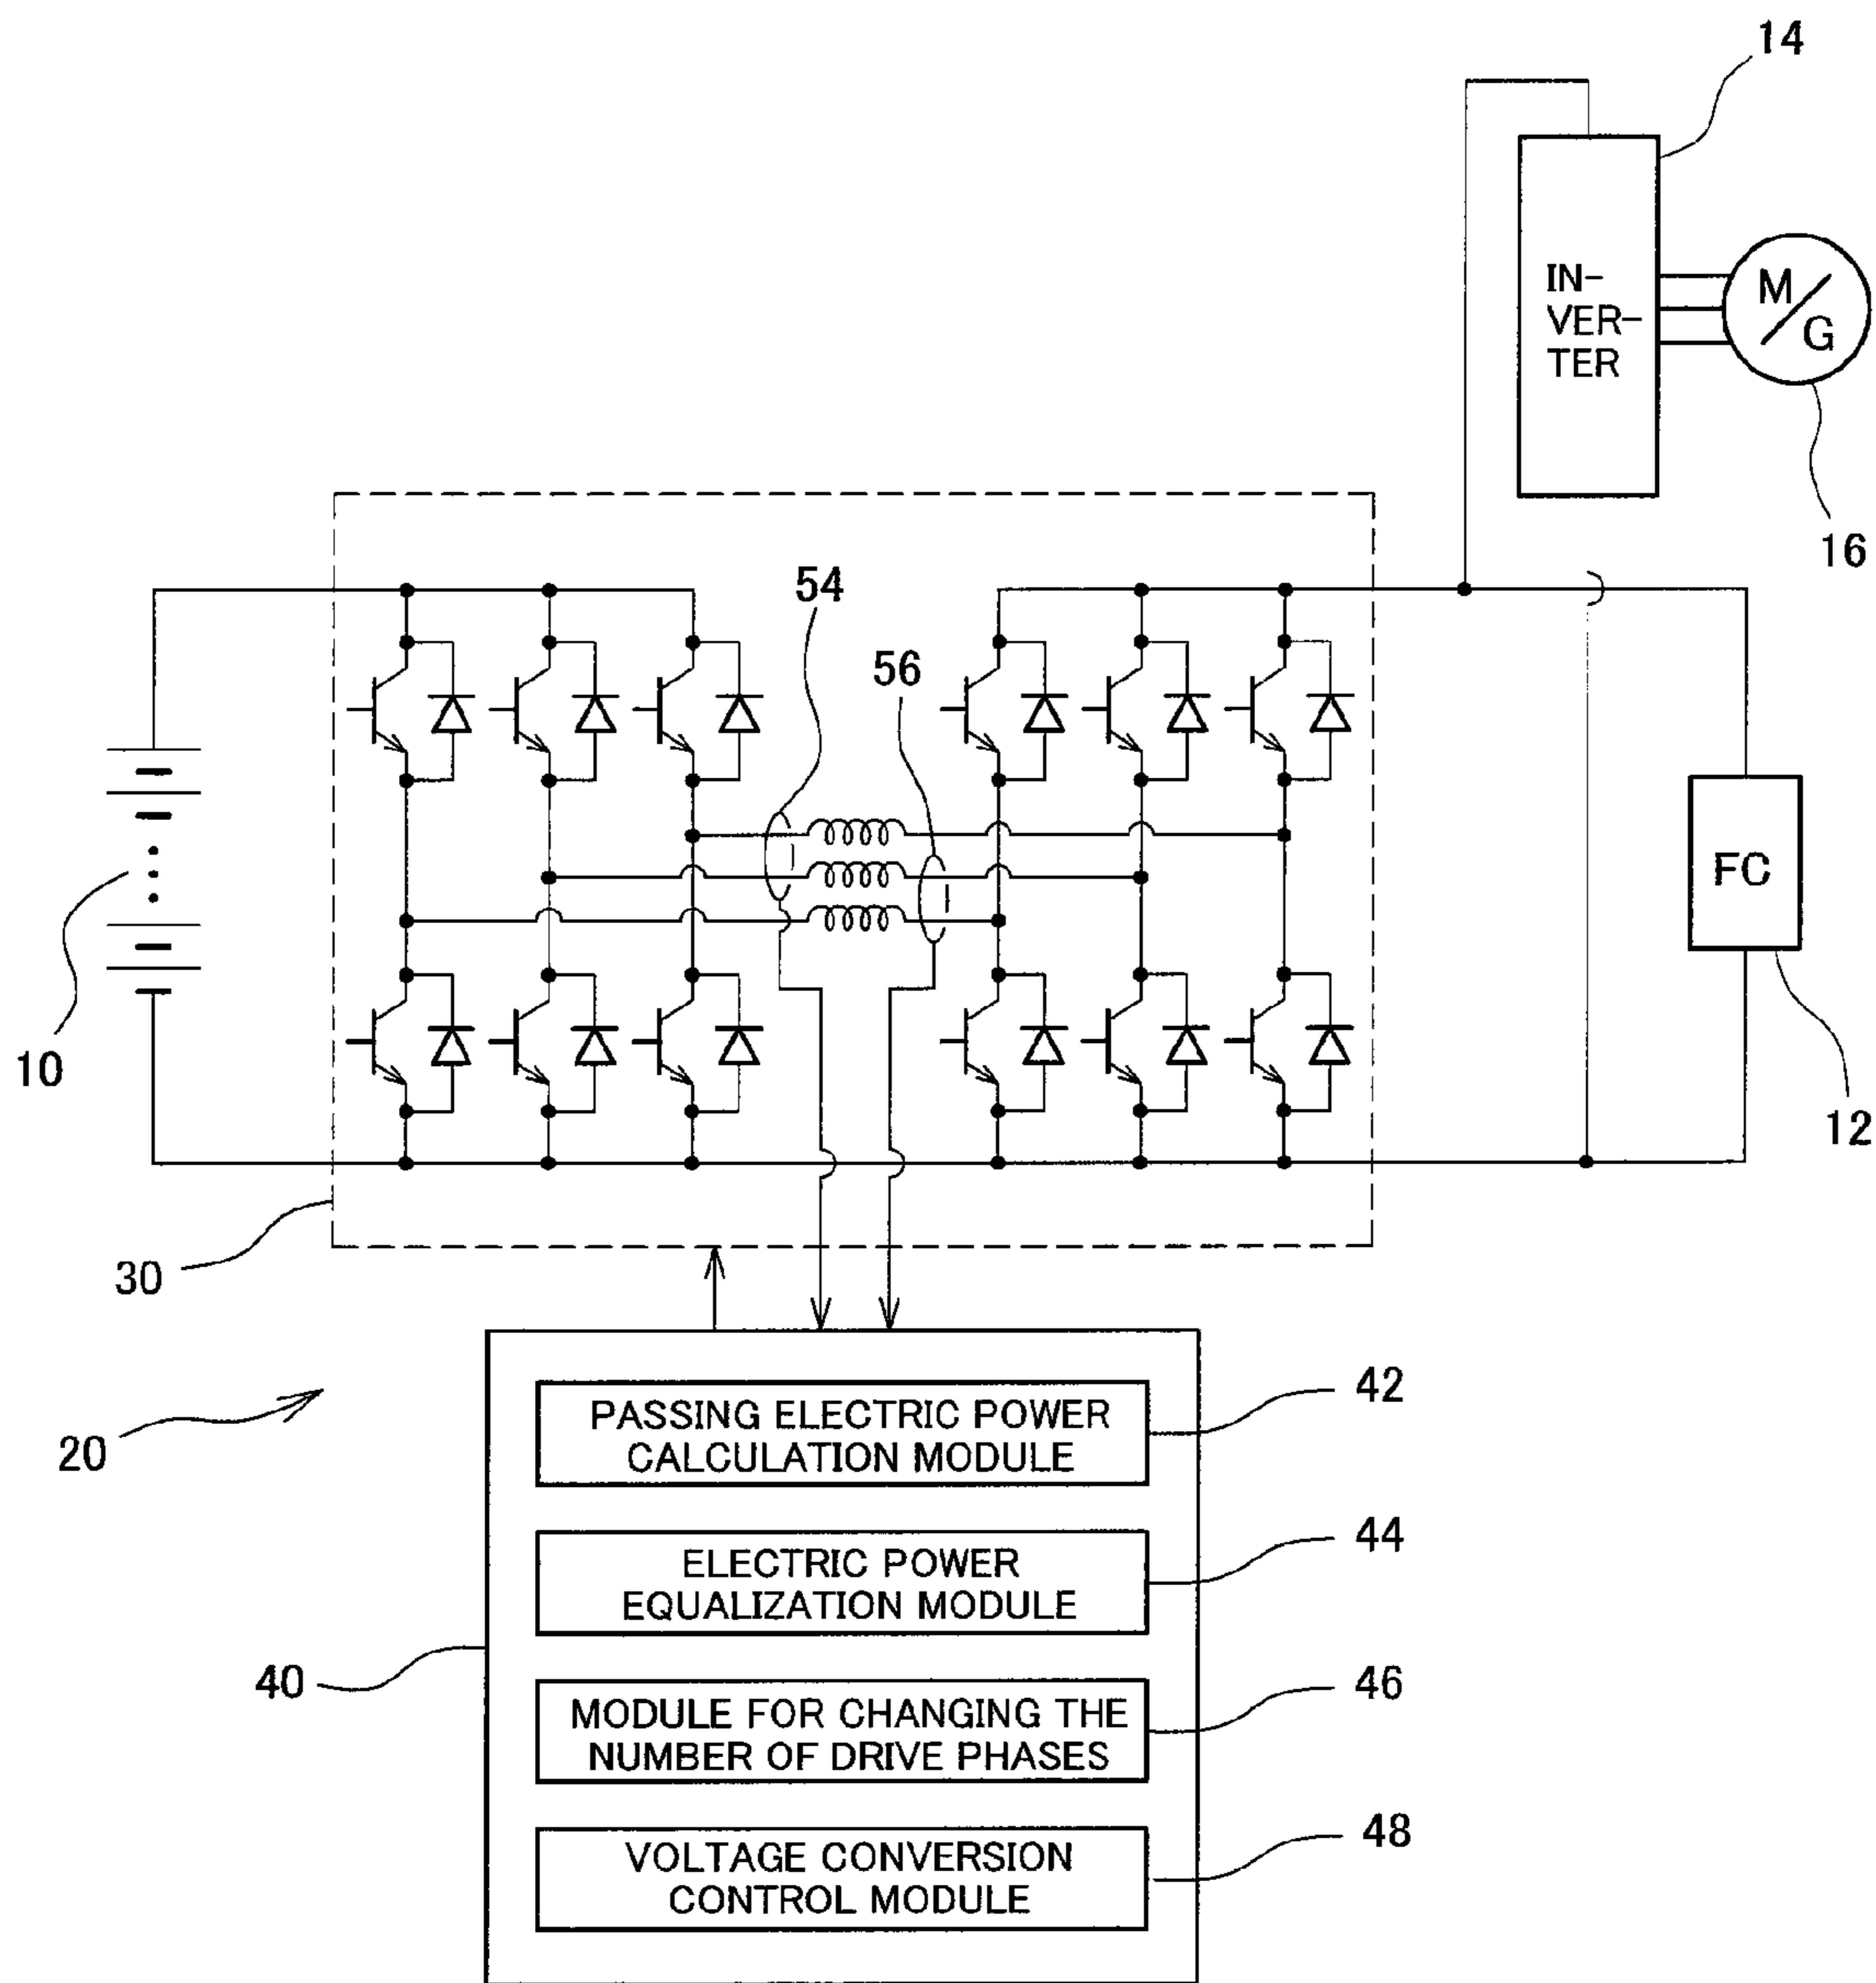 14
IN-
VER-
TER
M/G
16
54
56
10
FC
12
30
20
PASSING ELECTRIC POWER
CALCULATION MODULE
42
ELECTRIC POWER
EQUALIZATION MODULE
44
40
MODULE FOR CHANGING THE
NUMBER OF DRIVE PHASES
46
VOLTAGE CONVERSION
CONTROL MODULE
48